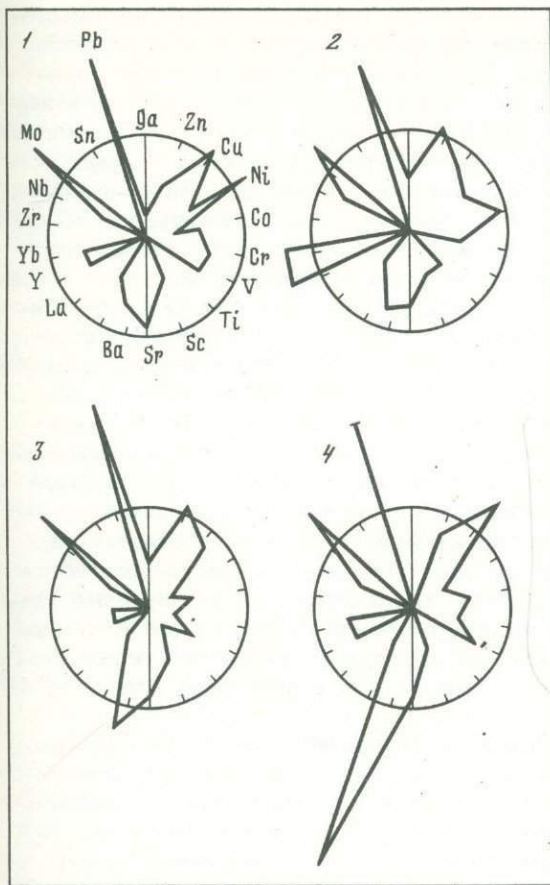 1 Pb 2
Mo Sn ga Zn
Cu
Nb Ni
Zr Co
Yb Cr
Y V
La Ti
Ba Sr Sc
3 4